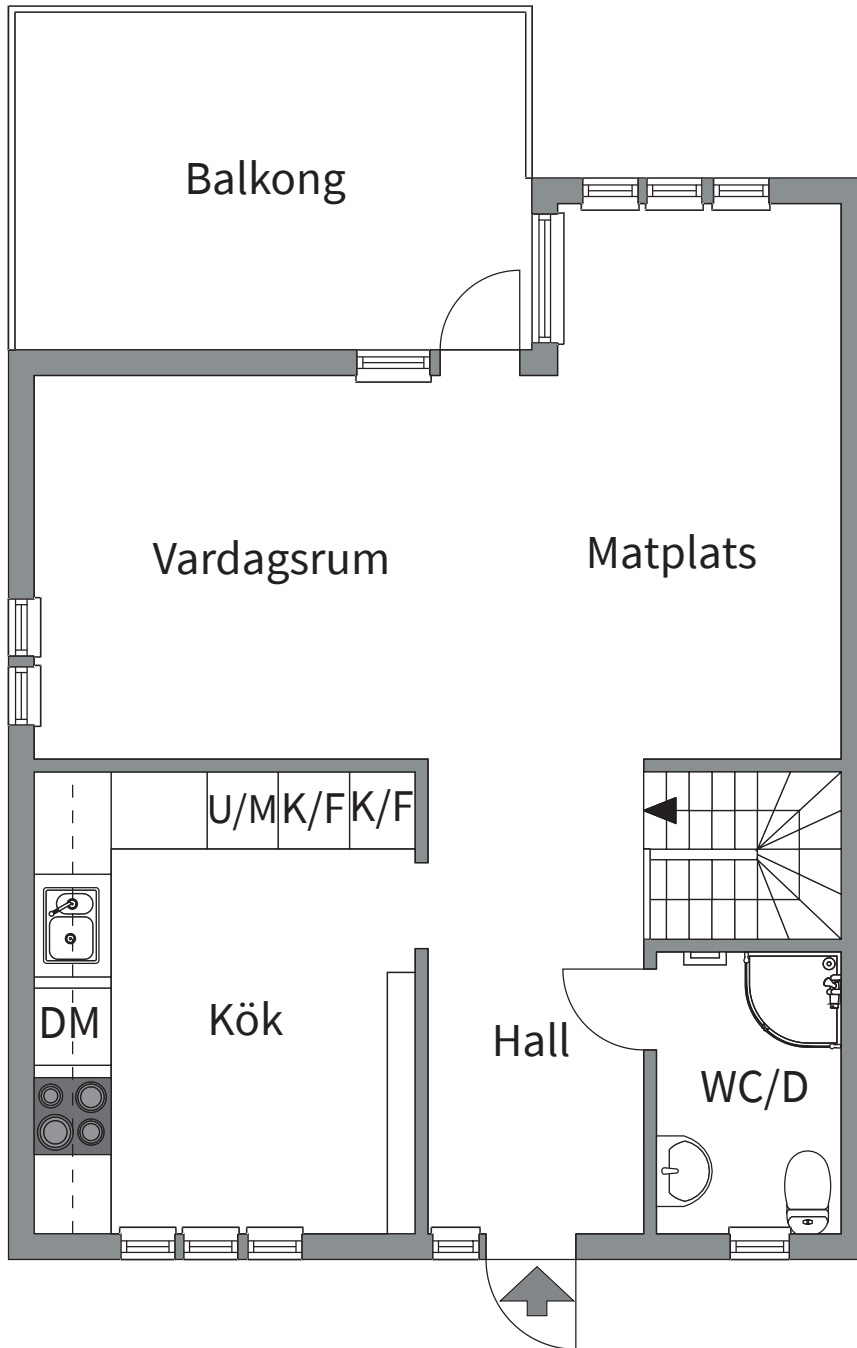 Balkong
Vardagsrum
Matplats
U/M K/F K/F
DM
Kök
Hall
WC/D